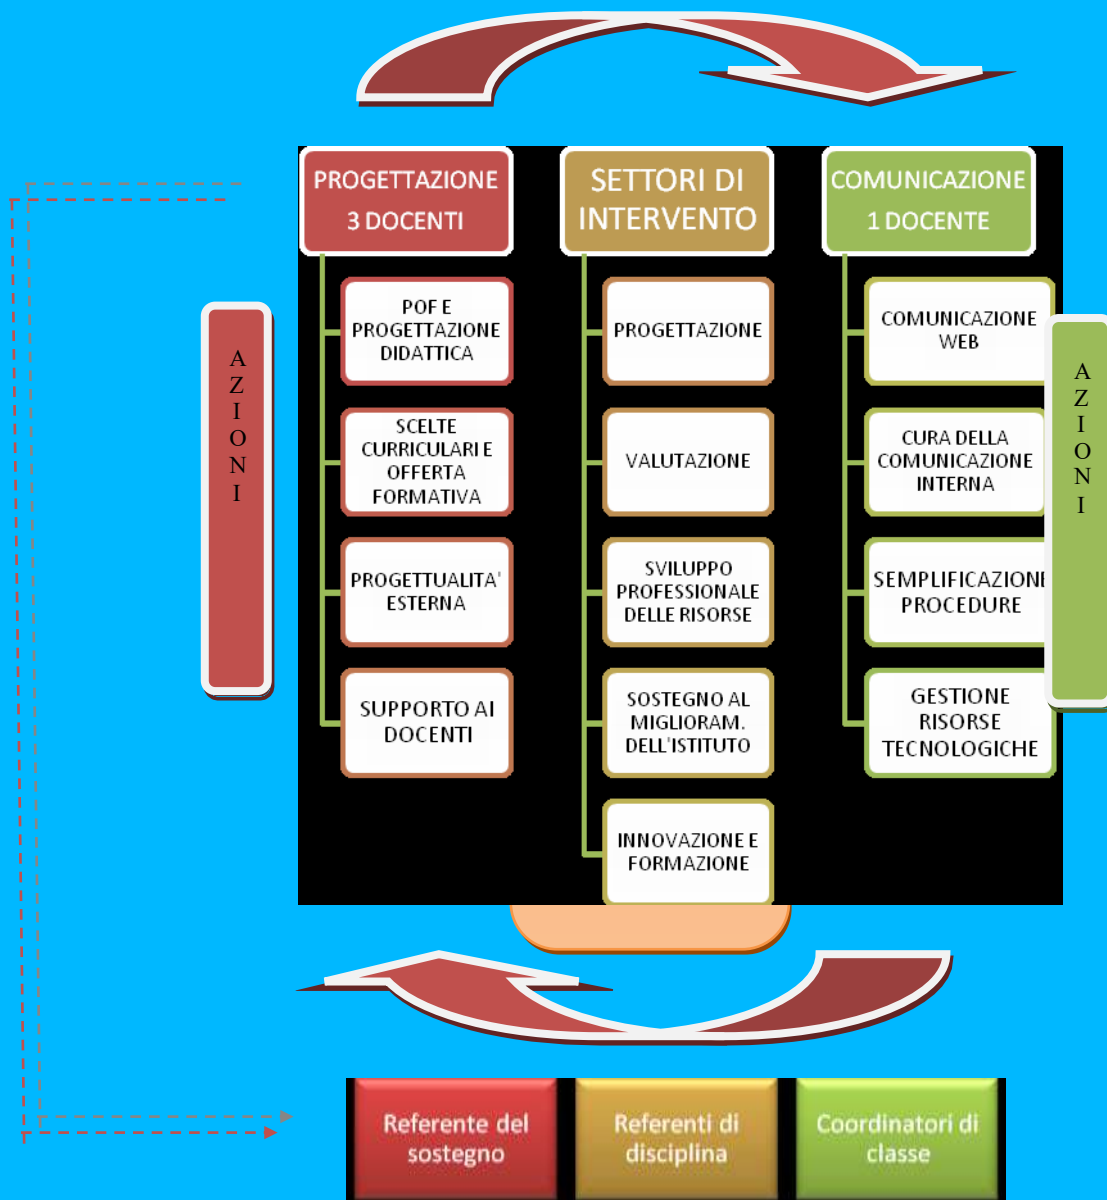 PROGETTAZIONE
3 DOCENTI
SETTORI DI
INTERVENTO
COMUNICAZIONE
1 DOCENTE
A
Z
I
O
N
I
POF E
PROGETTAZIONE
DIDATTICA
SCELTE
CURRICULARI E
OFFERTA
FORMATIVA
PROGETTUALITA'
ESTERNA
SUPPORTO AI
DOCENTI
PROGETTAZIONE
VALUTAZIONE
SVILUPPO
PROFESSIONALE
DELLE RISORSE
SOSTEGNO AL
MIGLIORAM.
DELL'ISTITUTO
INNOVAZIONE E
FORMAZIONE
COMUNICAZIONE
WEB
CURA DELLA
COMUNICAZIONE
INTERNA
SEMPLIFICAZIONE
PROCEDURE
GESTIONE
RISORSE
TECNOLOGICHE
A
Z
I
O
N
I
Referente del
sostegno
Referenti di
disciplina
Coordinatori di
classe